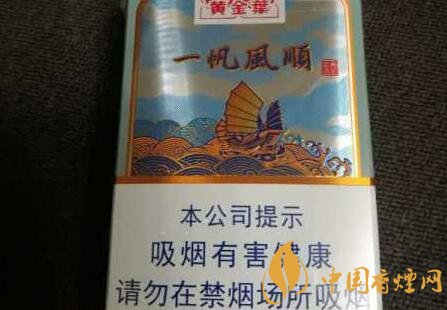 黄金葉
一帆風順
本公司提示
吸烟有害健康
请勿在禁烟场所吸烟
中国香烟网